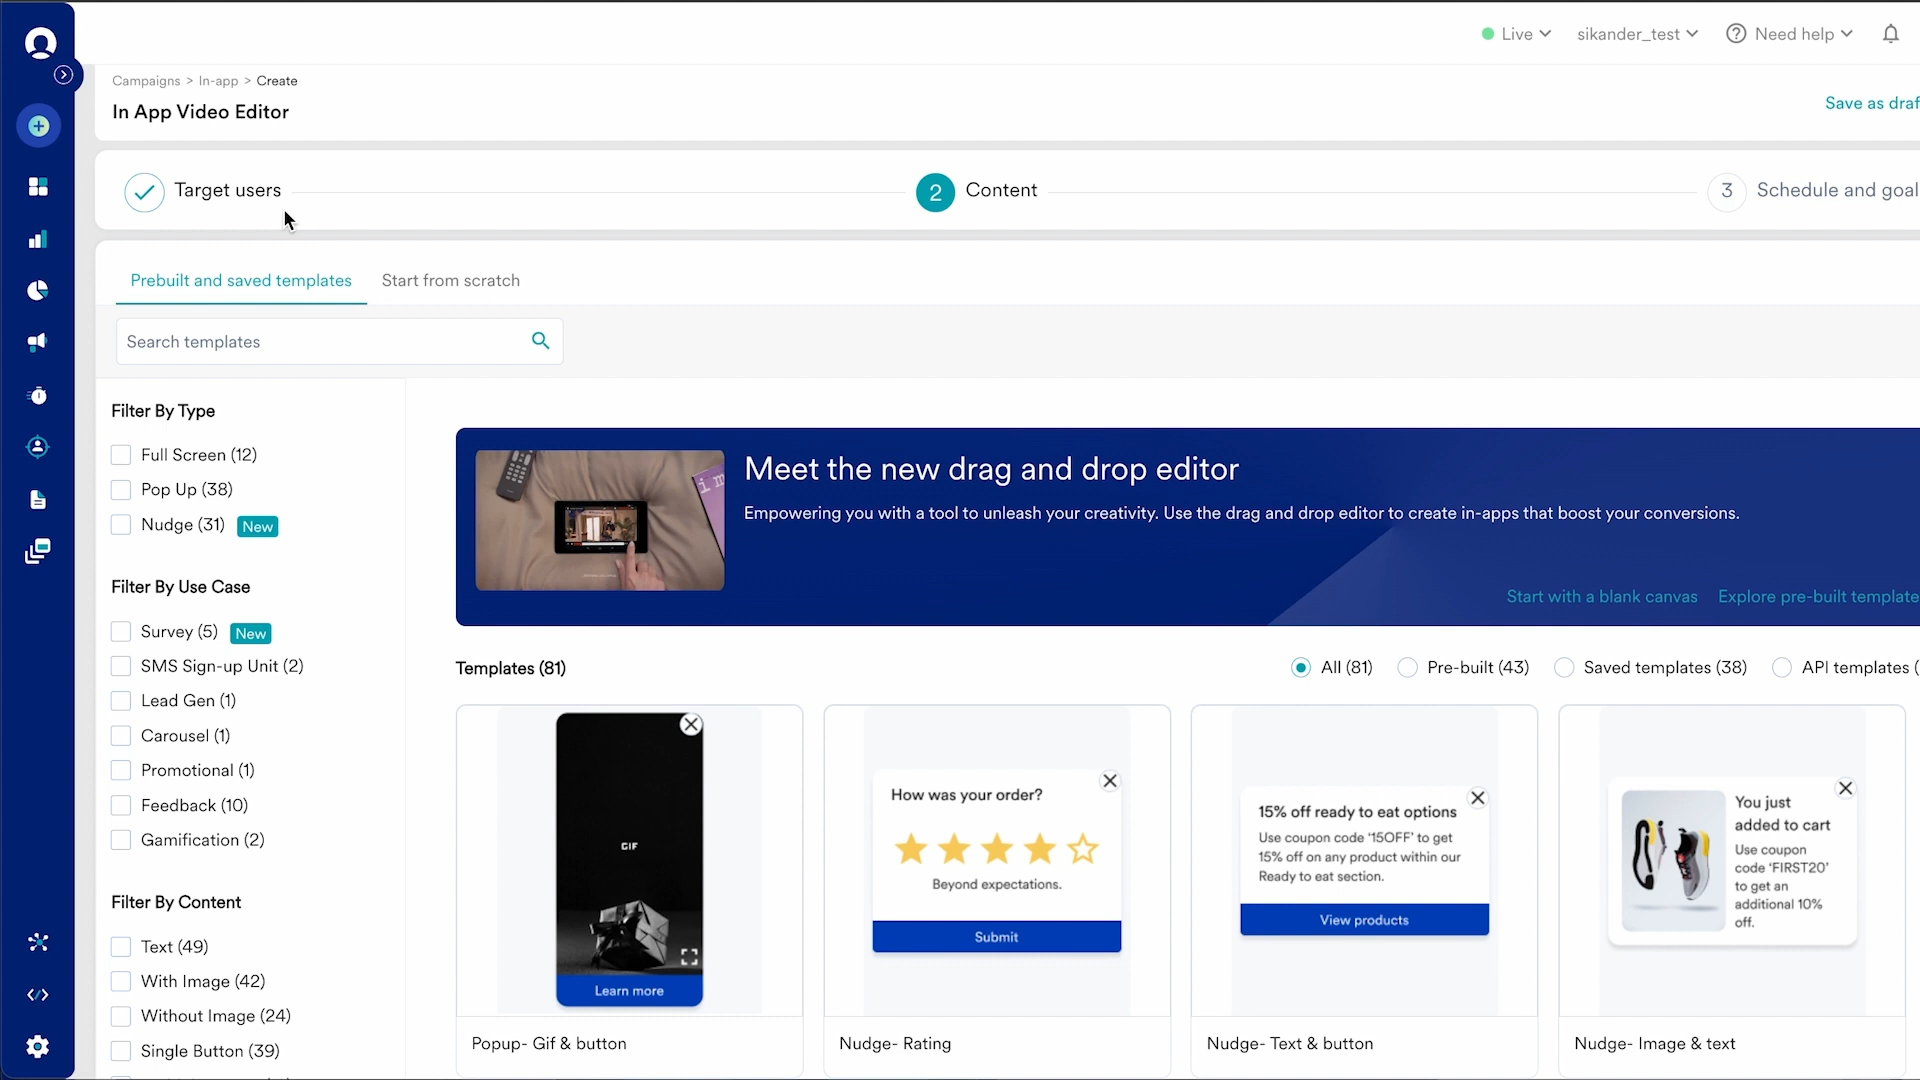 Live
sikander_test
Need help
Campaigns > In-app > Create
In App Video Editor
Save as draf
Target users
2 Content
3 Schedule and goal
Prebuilt and saved templates
Start from scratch
Search templates
Filter By Type
Full Screen (12)
Pop Up (38)
Nudge (31) New
Filter By Use Case
Survey (5) New
SMS Sign-up Unit (2)
Lead Gen (1)
Carousel (1)
Promotional (1)
Feedback (10)
Gamification (2)
Filter By Content
Text (49)
With Image (42)
Without Image (24)
Single Button (39)
Meet the new drag and drop editor
Empowering you with a tool to unleash your creativity. Use the drag and drop editor to create in-apps that boost your conversions.
Start with a blank canvas
Explore pre-built template
Templates (81)
All (81)
Pre-built (43)
Saved templates (38)
API templates (
GIF
Learn more
Popup- Gif & button
How was your order?
Beyond expectations.
Submit
Nudge- Rating
15% off ready to eat options
Use coupon code '15OFF' to get
15% off on any product within our
Ready to eat section.
View products
Nudge- Text & button
You just
added to cart
Use coupon
code 'FIRST20'
to get an
additional 10%
off.
Nudge- Image & text